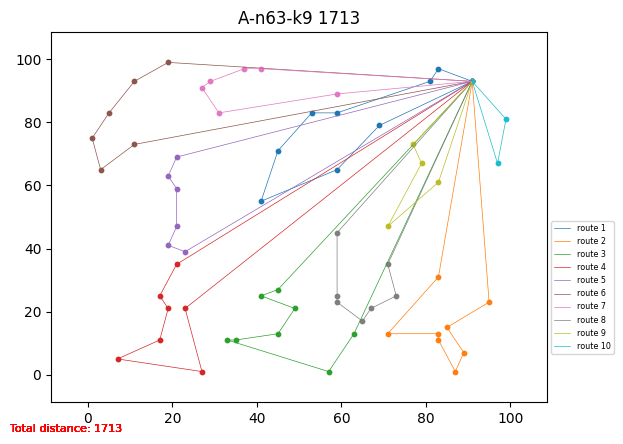 A-n63-k9 1713
100
80
60
40
20
0
0 20 40 60 80 100
route 1
route 2
route 3
route 4
route 5
route 6
route 7
route 8
route 9
route 10
Total distance: 1713